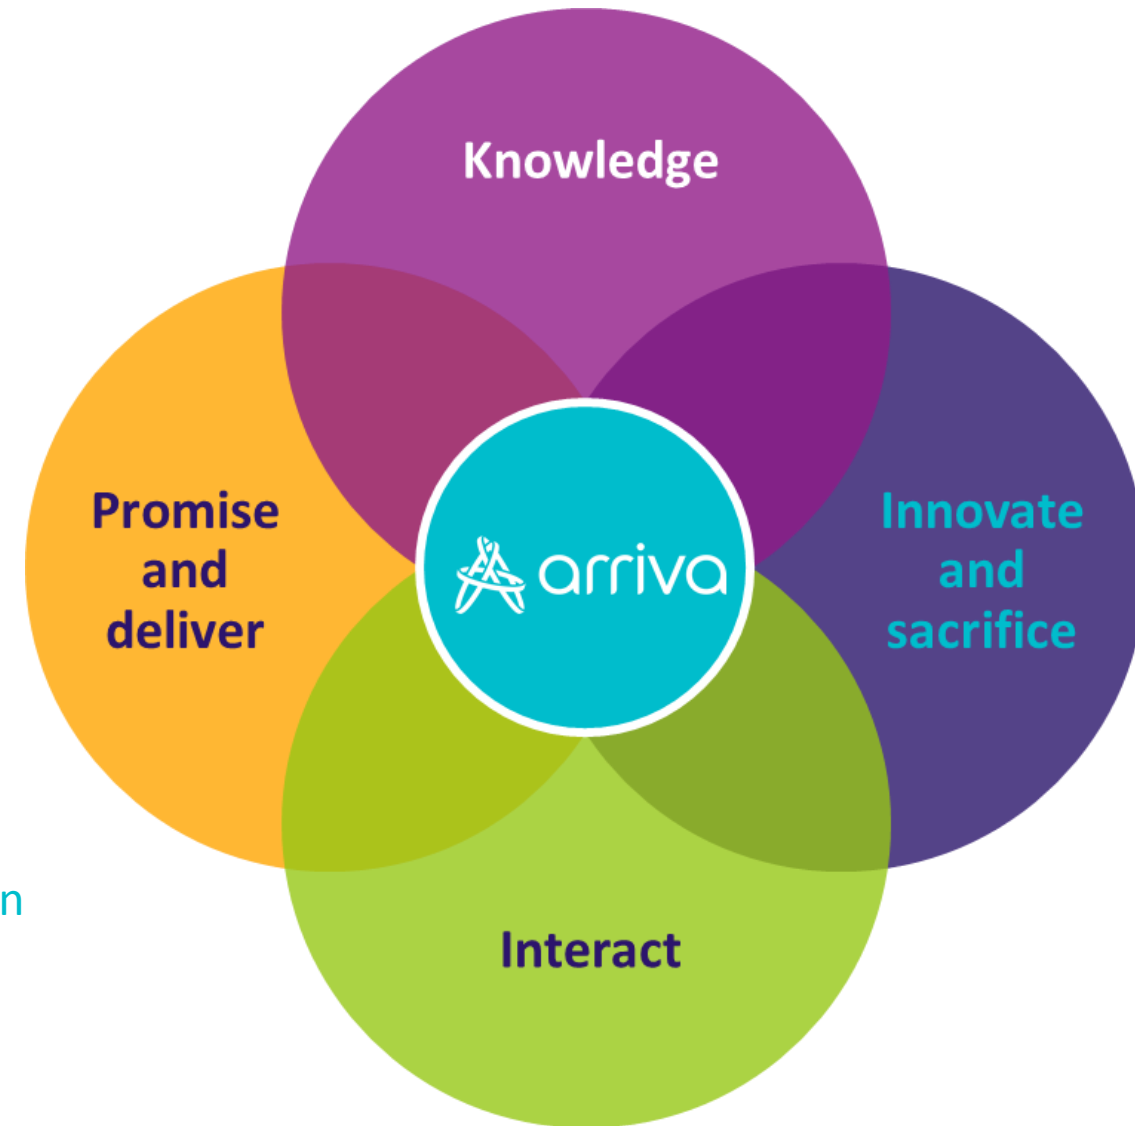 Knowledge
Promise
and
deliver
arriva
Innovate
and
sacrifice
n
Interact